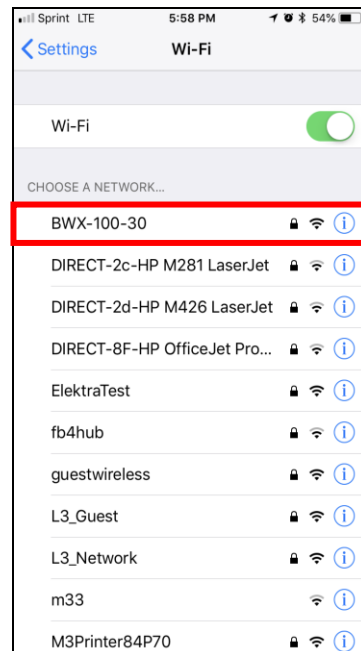 Sprint LTE 5:58 PM 54%
Settings Wi-Fi
Wi-Fi
CHOOSE A NETWORK...
BWX-100-30
DIRECT-2c-HP M281 LaserJet
DIRECT-2d-HP M426 LaserJet
DIRECT-8F-HP OfficeJet Pro...
ElektraTest
fb4hub
guestwireless
L3_Guest
L3_Network
m33
M3Printer84P70